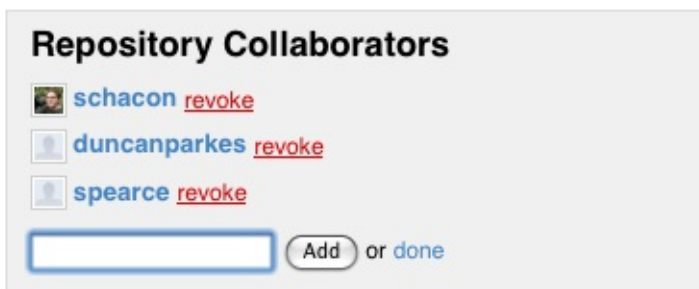 Repository Collaborators
schacon revoke
duncanparkes revoke
spearce revoke
Add or done